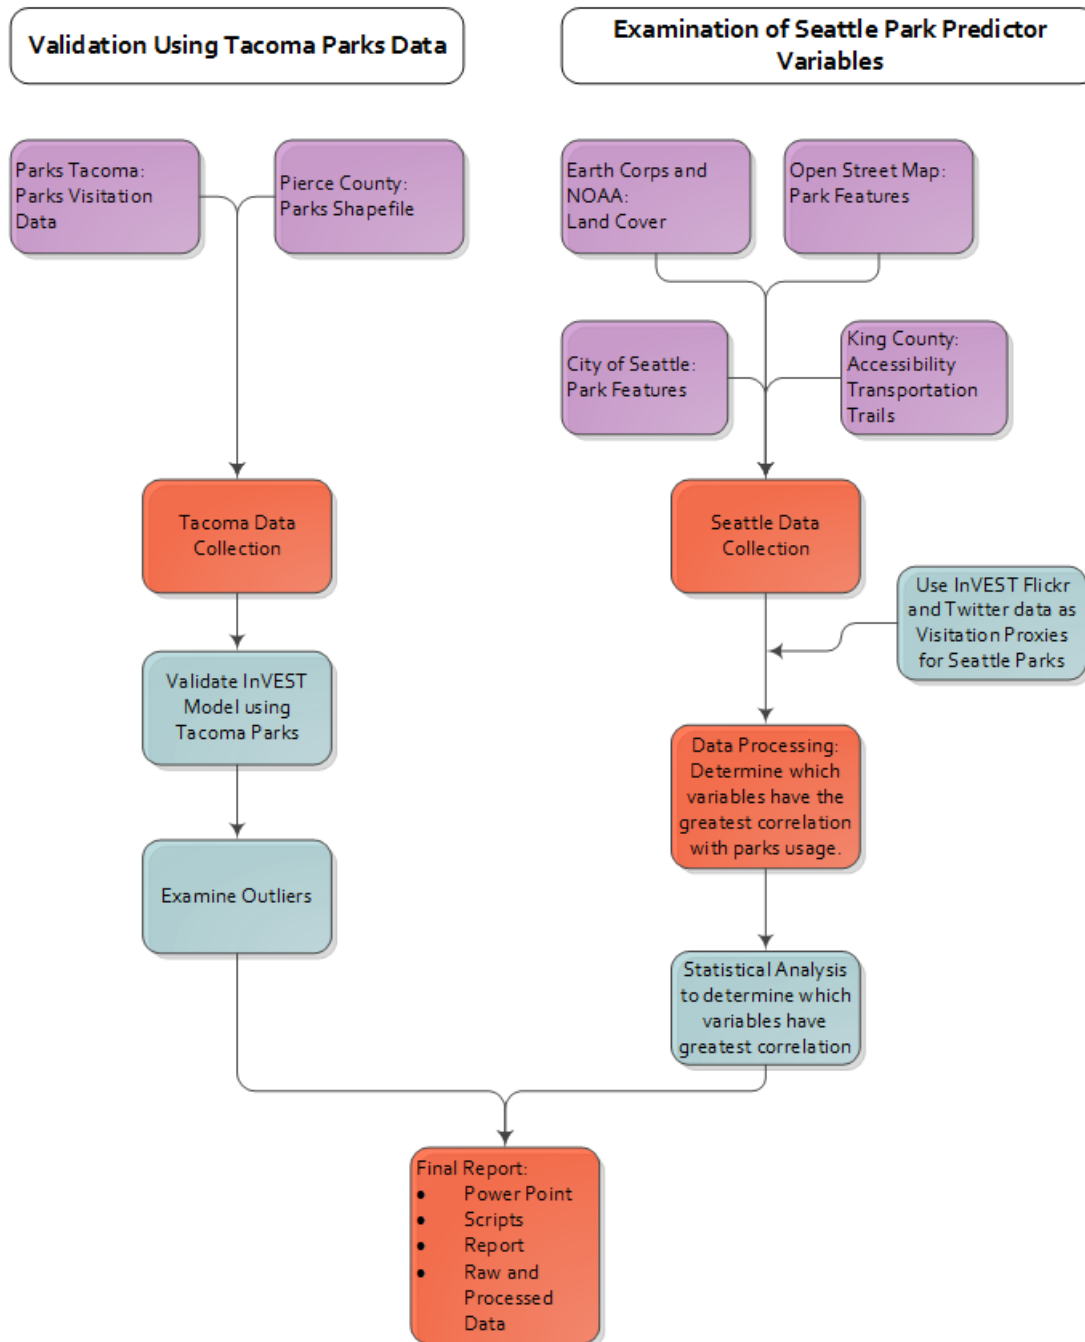 Validation Using Tacoma Parks Data
Examination of Seattle Park Predictor
Variables
Parks Tacoma:
Parks Visitation
Data
Pierce County:
Parks Shapefile
Earth Corps and
NOAA:
Land Cover
Open Street Map:
Park Features
City of Seattle:
Park Features
King County:
Accessibility
Transportation
Trails
Tacoma Data
Collection
Seattle Data
Collection
Use InVEST Flickr
and Twitter data as
Visitation Proxies
for Seattle Parks
Validate InVEST
Model using
Tacoma Parks
Data Processing:
Determine which
variables have the
greatest correlation
with parks usage.
Examine Outliers
Statistical Analysis
to determine which
variables have
greatest correlation
Final Report:
• Power Point
• Scripts
• Report
• Raw and
Processed
Data